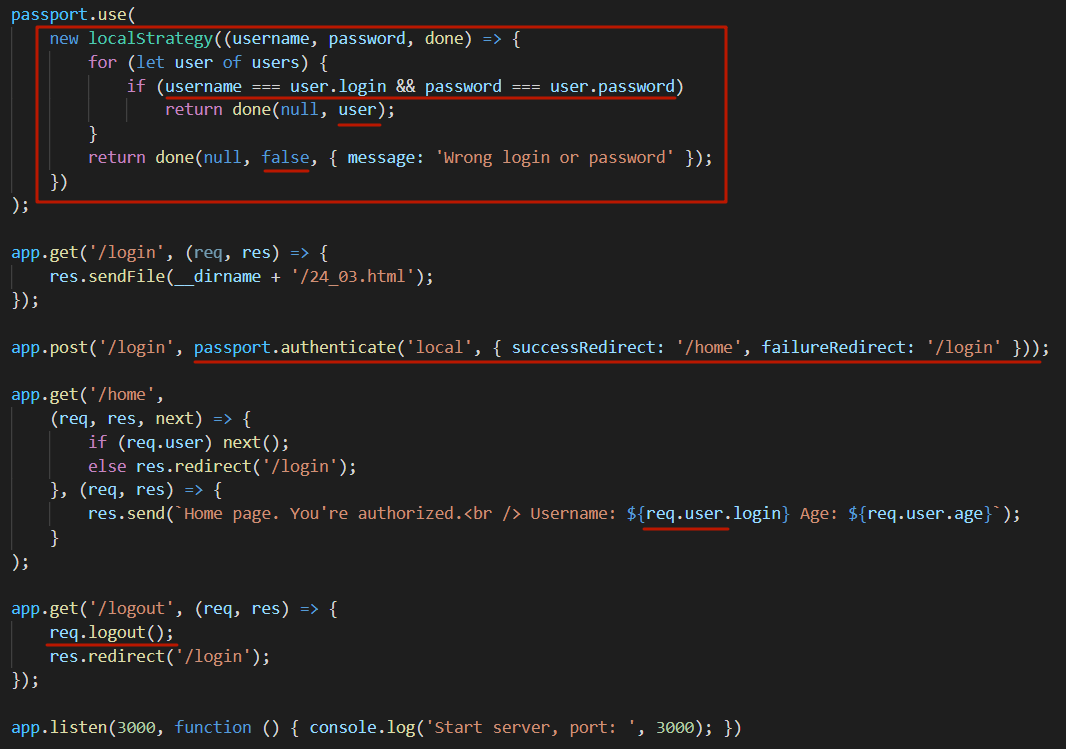 passport.use(
    new localStrategy((username, password, done) => {
        for (let user of users) {
            if (username === user.login && password === user.password)
                return done(null, user);
        }
        return done(null, false, { message: 'Wrong login or password' });
    })
);

app.get('/login', (req, res) => {
    res.sendFile(__dirname + '/24_03.html');
});

app.post('/login', passport.authenticate('local', { successRedirect: '/home', failureRedirect: '/login' }));

app.get('/home',
    (req, res, next) => {
        if (req.user) next();
        else res.redirect('/login');
    }, (req, res) => {
        res.send(`Home page. You're authorized.<br /> Username: ${req.user.login} Age: ${req.user.age}`);
    }
);

app.get('/logout', (req, res) => {
    req.logout();
    res.redirect('/login');
});

app.listen(3000, function () { console.log('Start server, port: ', 3000); })